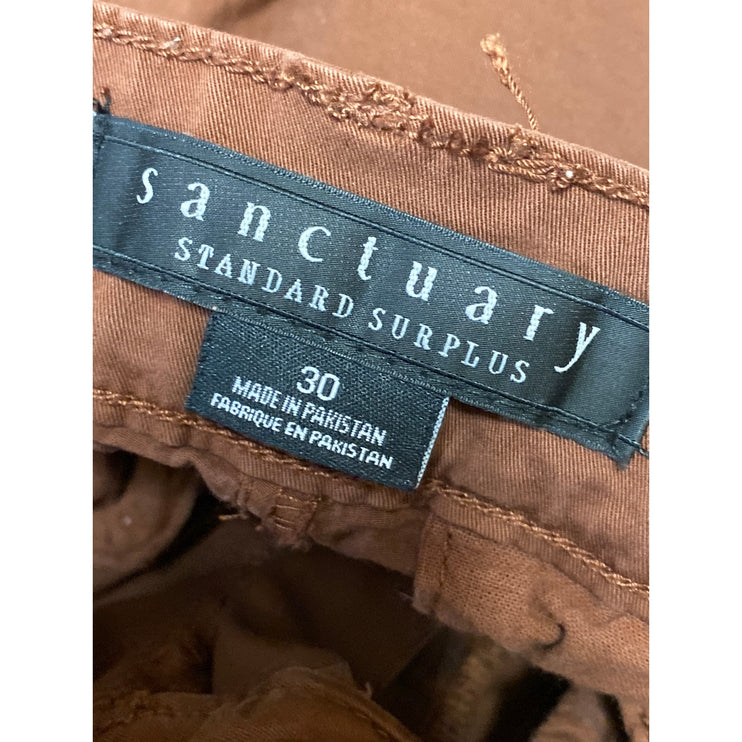 sanctuary
STANDARD SURPLUS
30
MADE IN PAKISTAN
FABRIQUE EN PAKISTAN